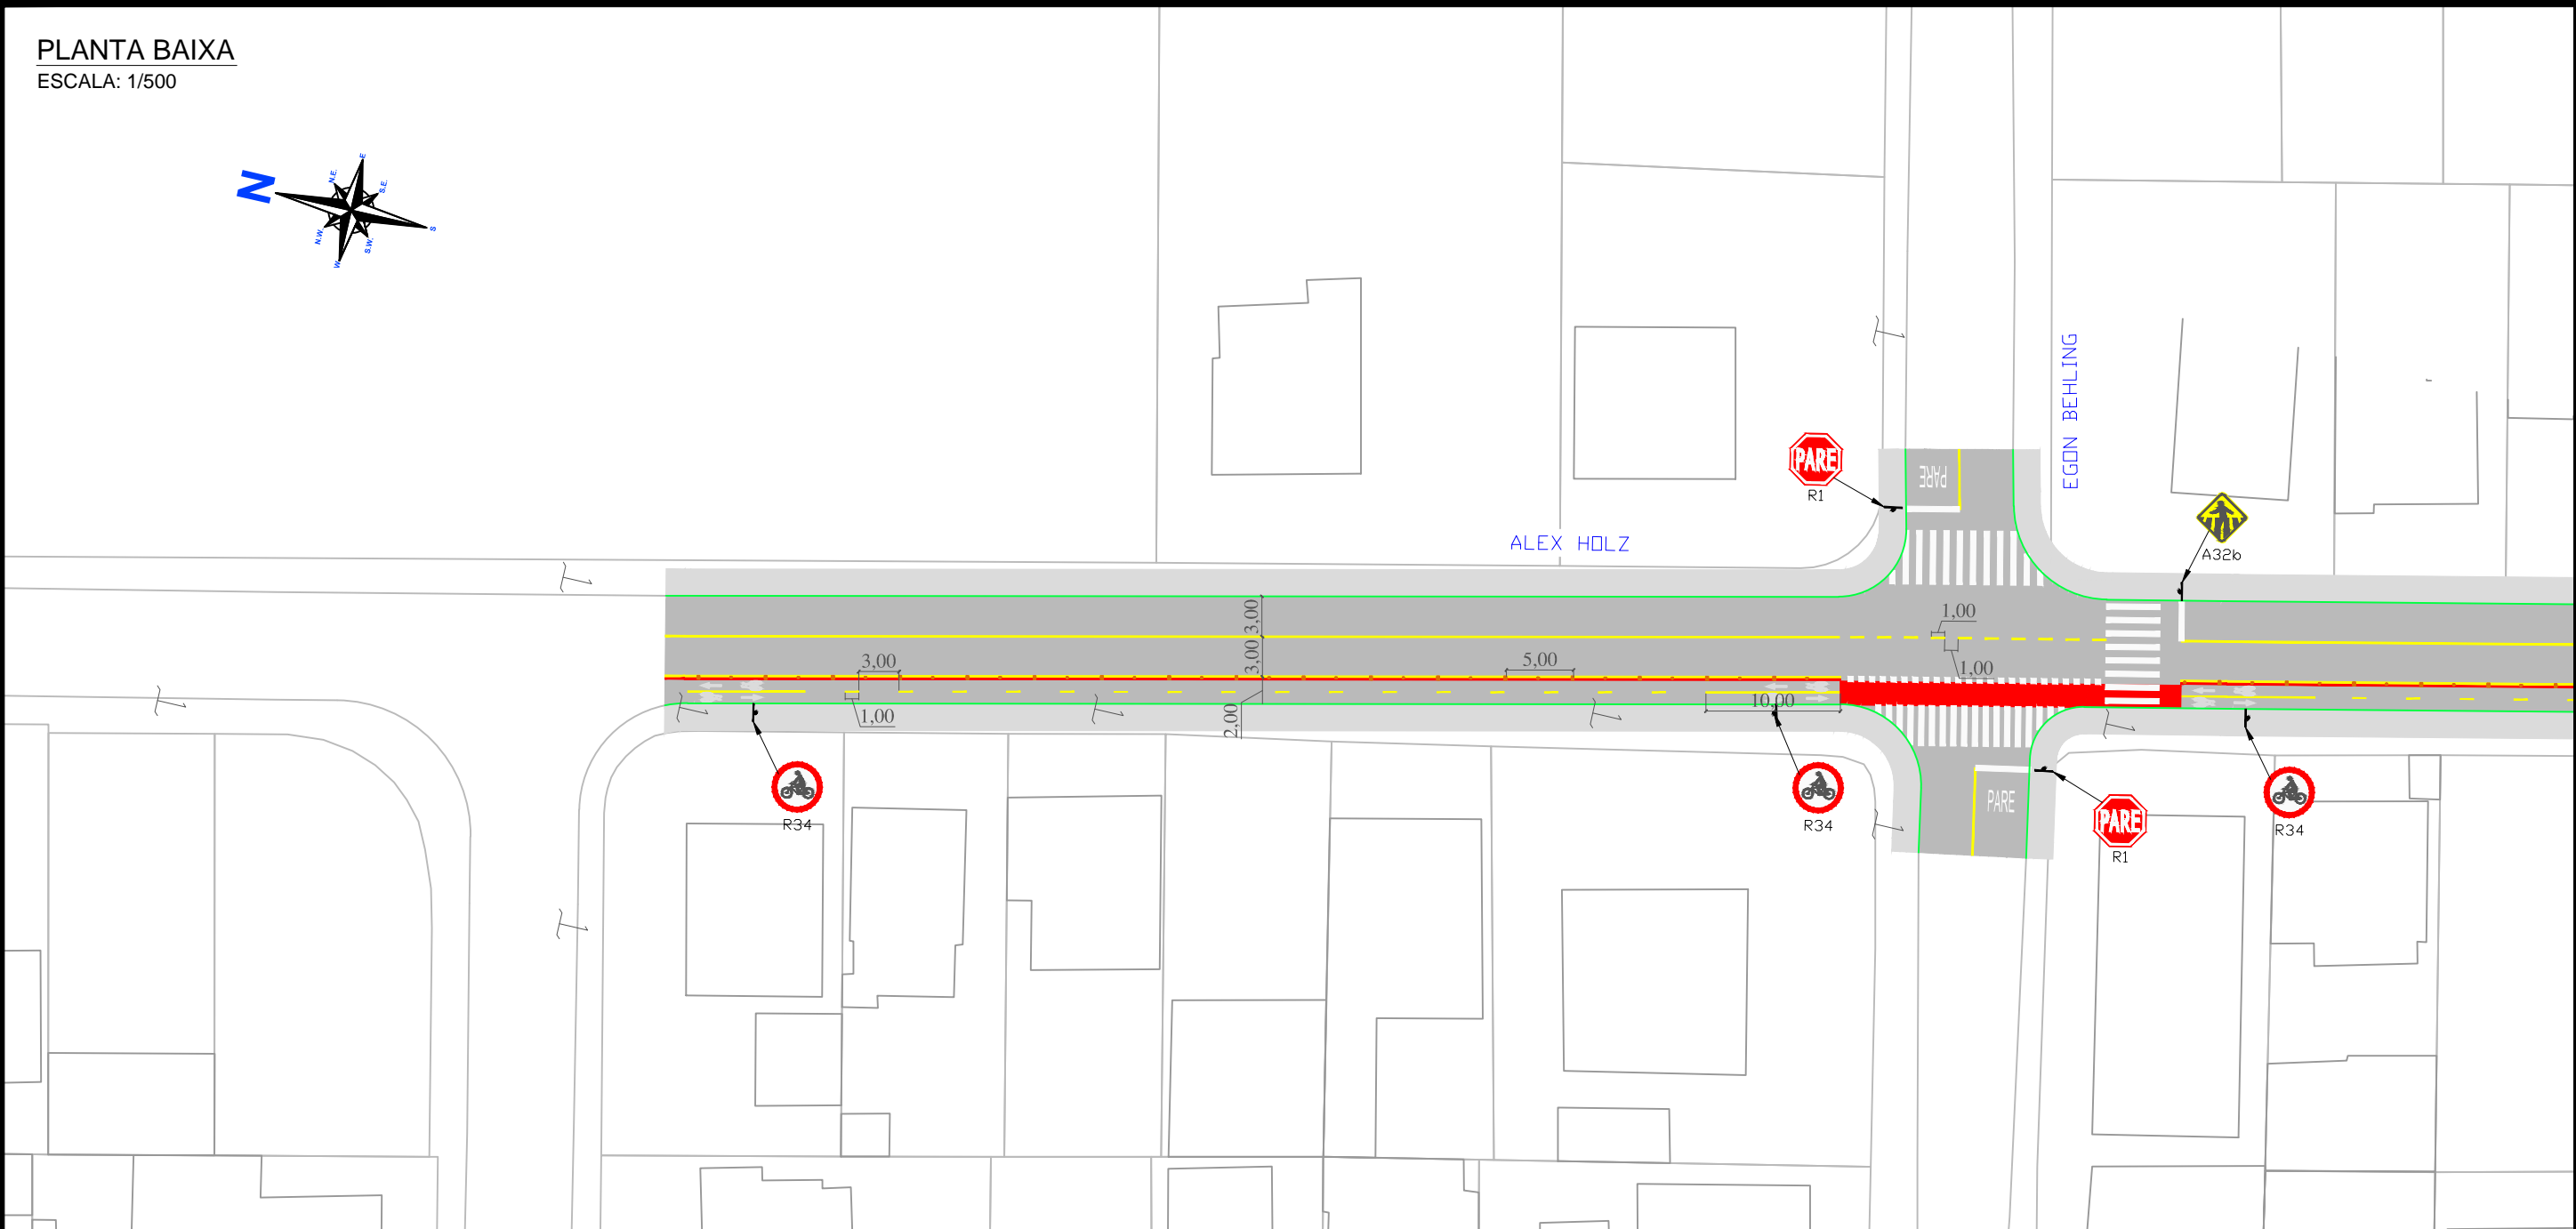 PLANTA BAIXA
ESCALA: 1/500
N
N.E.
E
S.E.
S
S.W.
W
N.W.
EGON BEHLING
PARE
R1
PARE
ALEX HOLZ
A32b
3,00
3,00
2,00
3,00
1,00
5,00
10,00
1,00
1,00
R34
R34
PARE
PARE
R1
R34